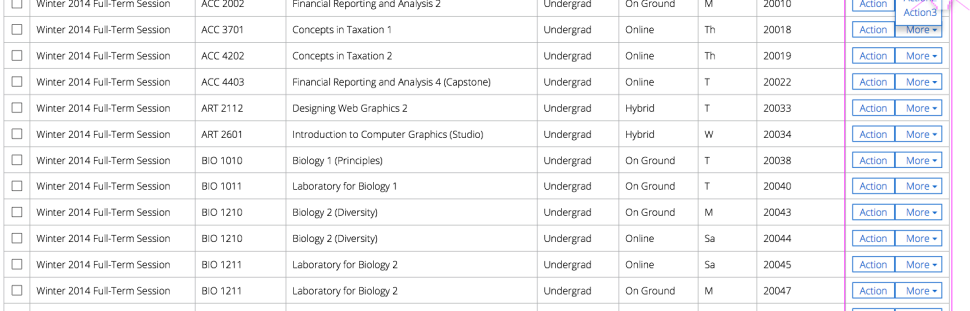 Winter 2014 Full-Term Session ACC 2002 Financial Reporting and Analysis 2 Undergrad On Ground M 20010 Action
Action3
Winter 2014 Full-Term Session ACC 3701 Concepts in Taxation 1 Undergrad Online Th 20018 Action More
Winter 2014 Full-Term Session ACC 4202 Concepts in Taxation 2 Undergrad Online Th 20019 Action More
Winter 2014 Full-Term Session ACC 4403 Financial Reporting and Analysis 4 (Capstone) Undergrad Online T 20022 Action More
Winter 2014 Full-Term Session ART 2112 Designing Web Graphics 2 Undergrad Hybrid T 20033 Action More
Winter 2014 Full-Term Session ART 2601 Introduction to Computer Graphics (Studio) Undergrad Hybrid W 20034 Action More
Winter 2014 Full-Term Session BIO 1010 Biology 1 (Principles) Undergrad On Ground T 20038 Action More
Winter 2014 Full-Term Session BIO 1011 Laboratory for Biology 1 Undergrad On Ground T 20040 Action More
Winter 2014 Full-Term Session BIO 1210 Biology 2 (Diversity) Undergrad On Ground M 20043 Action More
Winter 2014 Full-Term Session BIO 1210 Biology 2 (Diversity) Undergrad Online Sa 20044 Action More
Winter 2014 Full-Term Session BIO 1211 Laboratory for Biology 2 Undergrad Online Sa 20045 Action More
Winter 2014 Full-Term Session BIO 1211 Laboratory for Biology 2 Undergrad On Ground M 20047 Action More